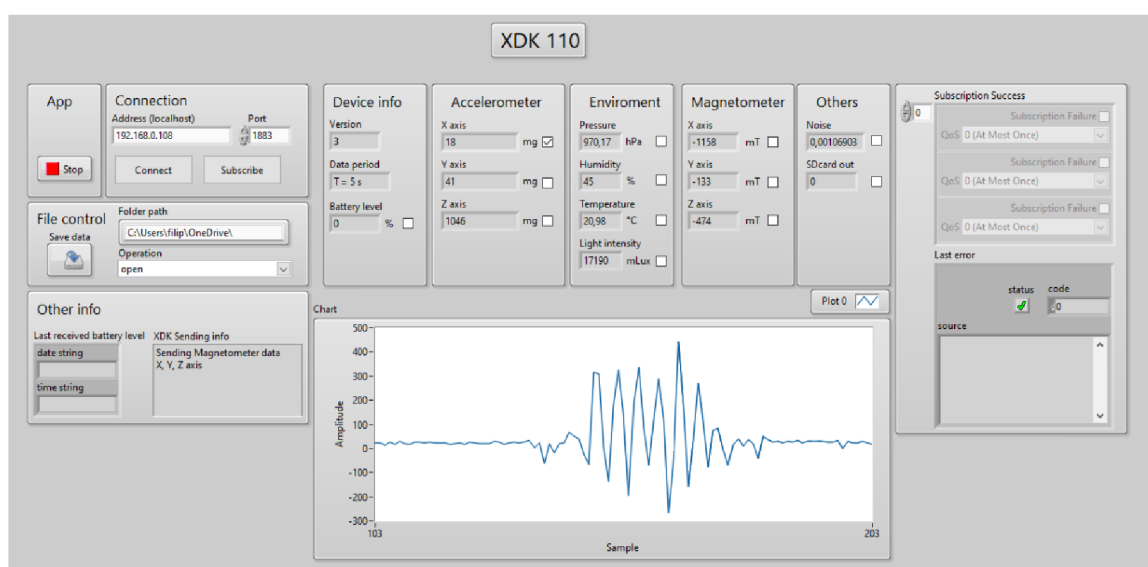 XDK 110
App
Stop
Connection
Address (localhost)
Port
192.168.0.108
1883
Connect
Subscribe
File control
Save data
Folder path
C:\Users\filip\OneDrive\
Operation
open
Other info
Last received battery level
date string
time string
XDK Sending info
Sending Magnetometer data
X, Y, Z axis
Device info
Version
3
Data period
T = 5 s
Battery level
0
%
Accelerometer
X axis
18
mg
Y axis
41
mg
Z axis
1046
mg
Enviroment
Pressure
970,17
hPa
Humidity
45
%
Temperature
20,98
°C
Light intensity
17190
mLux
Magnetometer
X axis
-1158
mT
Y axis
-133
mT
Z axis
-474
mT
Others
Noise
0,00106903
SDcard out
0
Plot 0
Chart
500
400
300
200
100
0
-100
-200
-300
Amplitude
103
203
Sample
Subscription Success
0
Subscription Failure
QoS 0 (At Most Once)
Subscription Failure
QoS 0 (At Most Once)
Subscription Failure
QoS 0 (At Most Once)
Last error
status
code
0
source